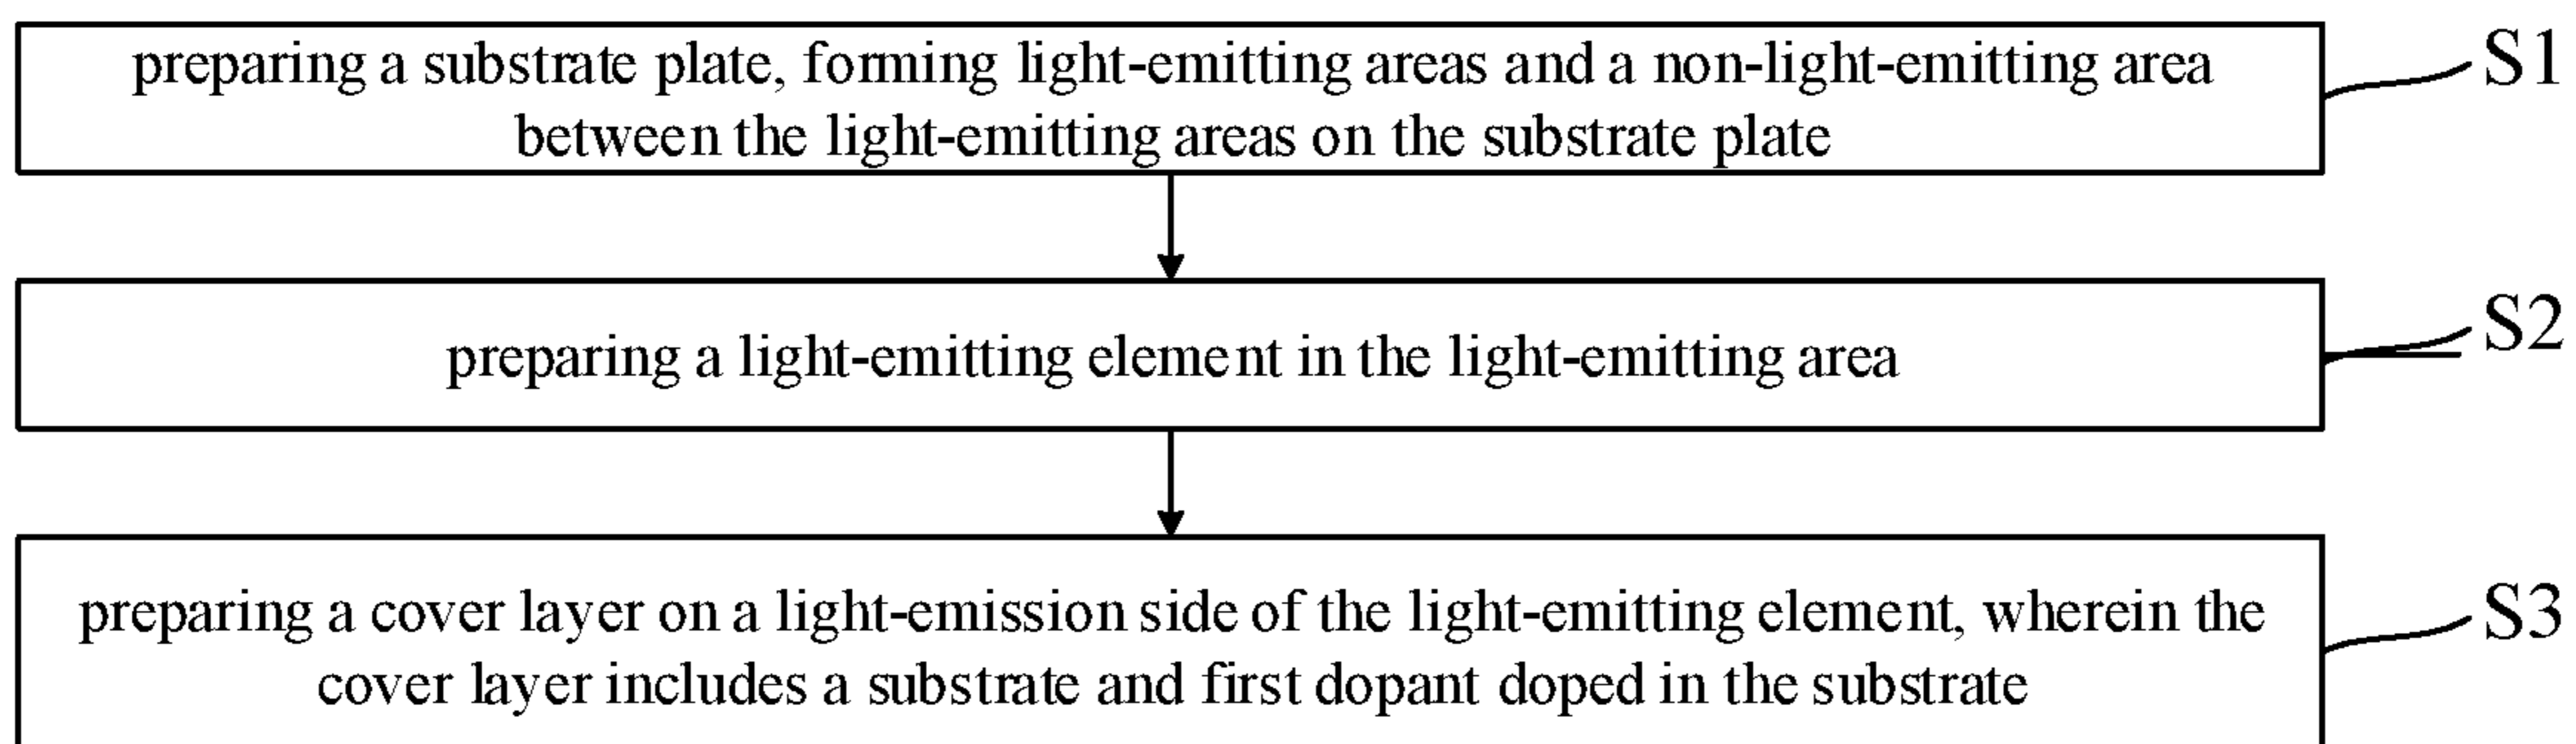 preparing a substrate plate, forming light-emitting areas and a non-light-emitting area
between the light-emitting areas on the substrate plate
S1
preparing a light-emitting element in the light-emitting area
S2
preparing a cover layer on a light-emission side of the light-emitting element, wherein the
cover layer includes a substrate and first dopant doped in the substrate
S3